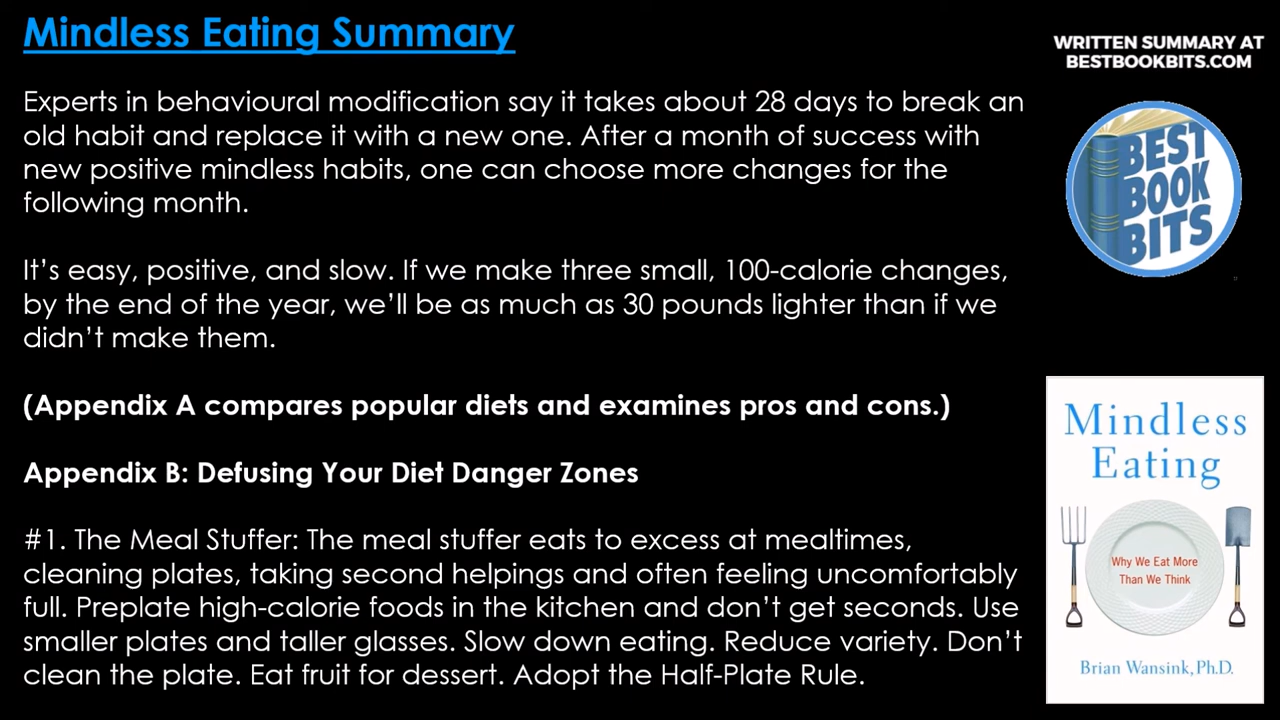 Mindless Eating Summary
WRITTEN SUMMARY AT
BESTBOOKBITS.COM
Experts in behavioural modification say it takes about 28 days to break an
old habit and replace it with a new one. After a month of success with
new positive mindless habits, one can choose more changes for the
following month.
It's easy, positive, and slow. If we make three small, 100-calorie changes,
by the end of the year, we'll be as much as 30 pounds lighter than if we
didn't make them.
(Appendix A compares popular diets and examines pros and cons.)
Appendix B: Defusing Your Diet Danger Zones
#1. The Meal Stuffer: The meal stuffer eats to excess at mealtimes,
cleaning plates, taking second helpings and often feeling uncomfortably
full. Preplate high-calorie foods in the kitchen and don't get seconds. Use
smaller plates and taller glasses. Slow down eating. Reduce variety. Don't
clean the plate. Eat fruit for dessert. Adopt the Half-Plate Rule.
BEST
BOOK
BITS
Mindless
Eating
Why We Eat More
Than We Think
Brian Wansink, Ph.D.